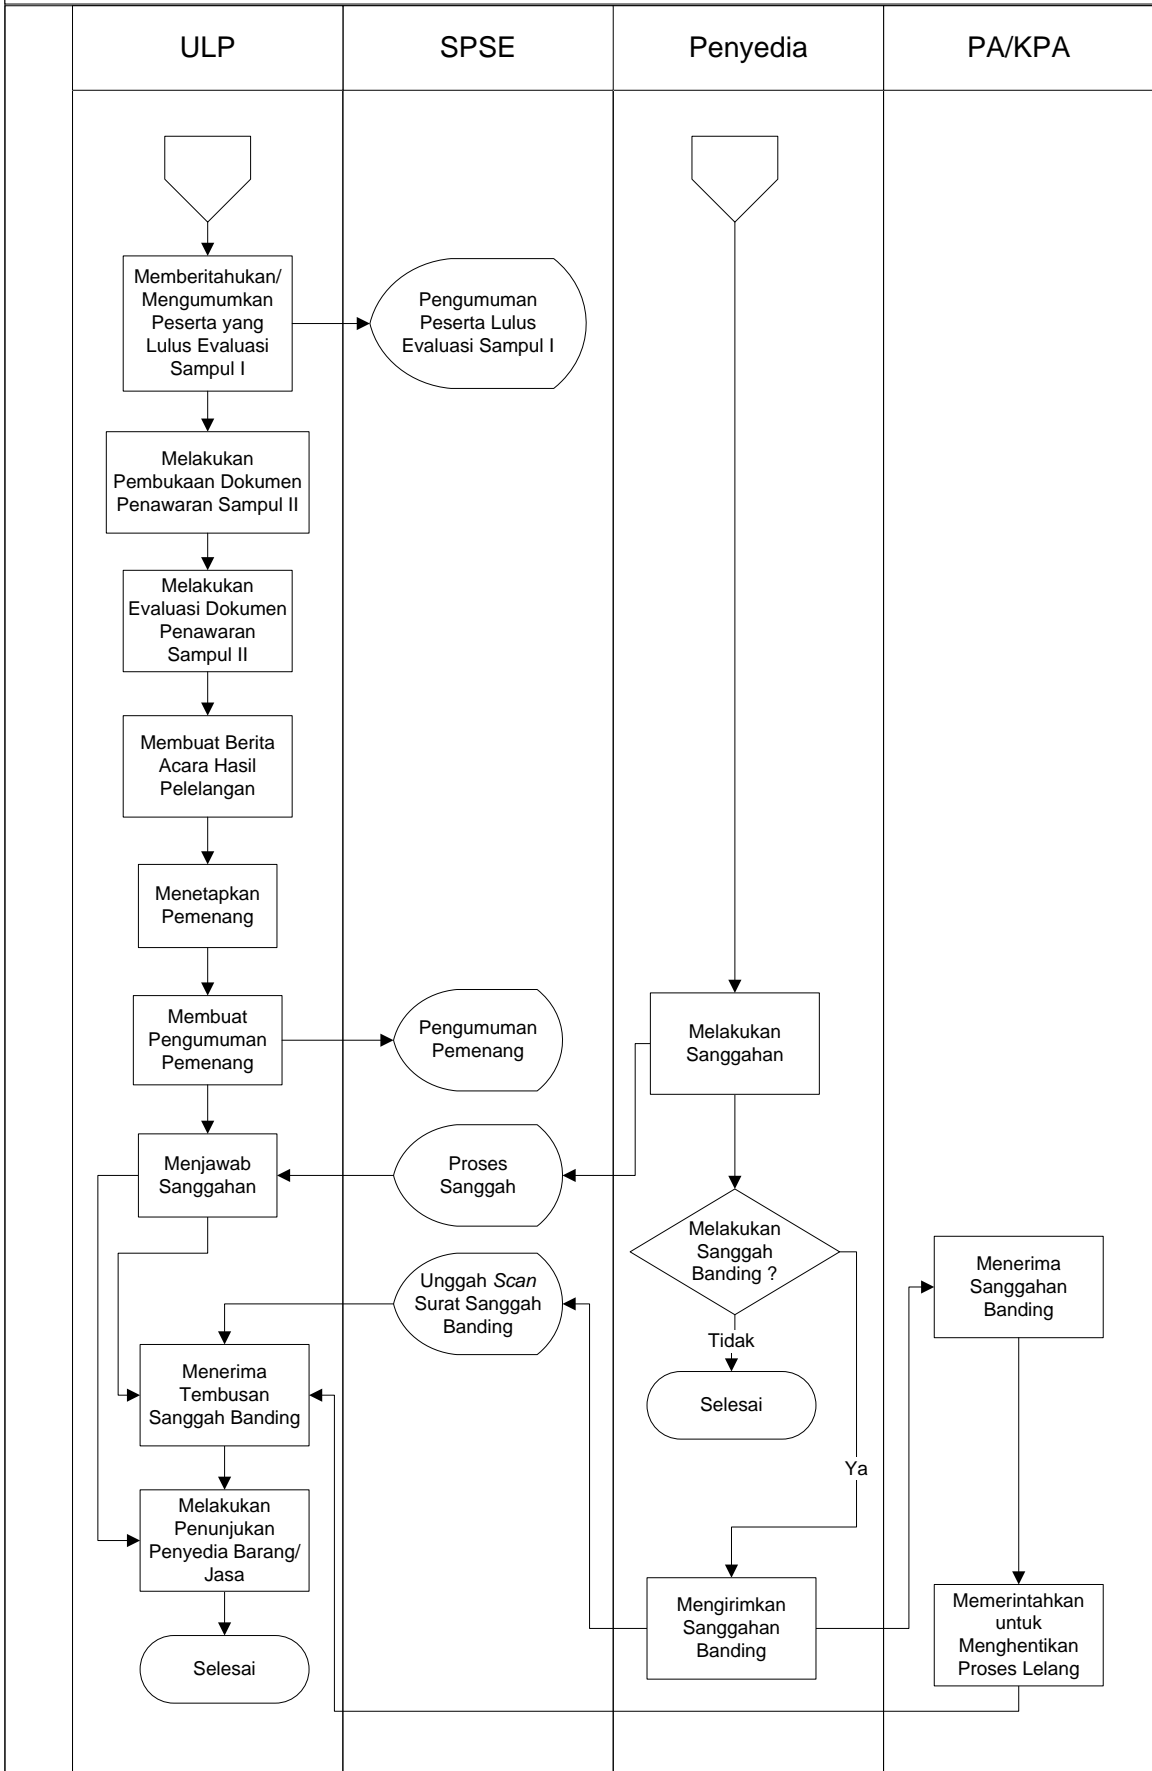 ULP
SPSE
Penyedia
PA/KPA
Memberitahukan/
Mengumumkan
Peserta yang
Lulus Evaluasi
Sampul I
Pengumuman
Peserta Lulus
Evaluasi Sampul I
Melakukan
Pembukaan Dokumen
Penawaran Sampul II
Melakukan
Evaluasi Dokumen
Penawaran
Sampul II
Membuat Berita
Acara Hasil
Pelelangan
Menetapkan
Pemenang
Membuat
Pengumuman
Pemenang
Pengumuman
Pemenang
Melakukan
Sanggahan
Menjawab
Sanggahan
Proses
Sanggah
Melakukan
Sanggah
Banding ?
Menerima
Sanggahan
Banding
Unggah Scan
Surat Sanggah
Banding
Tidak
Menerima
Tembusan
Sanggah Banding
Selesai
Ya
Melakukan
Penunjukan
Penyedia Barang/
Jasa
Mengirimkan
Sanggahan
Banding
Memerintahkan
untuk
Menghentikan
Proses Lelang
Selesai